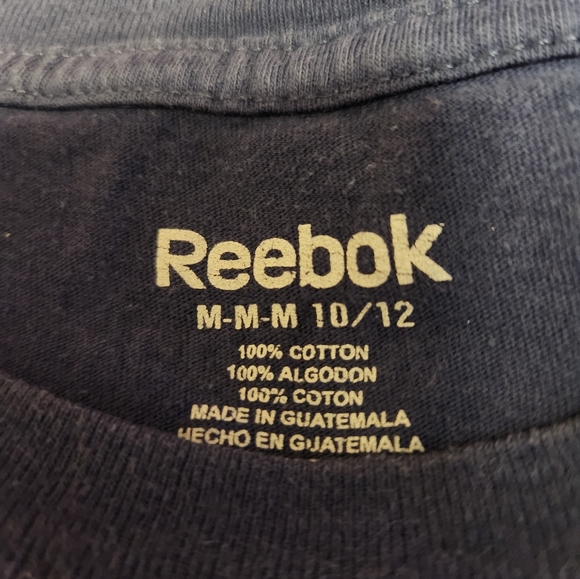 Reebok
M-M-M 10/12
100% COTTON
100% ALGODON
100% COTON
MADE IN GUATEMALA
HECHO EN GUATEMALA